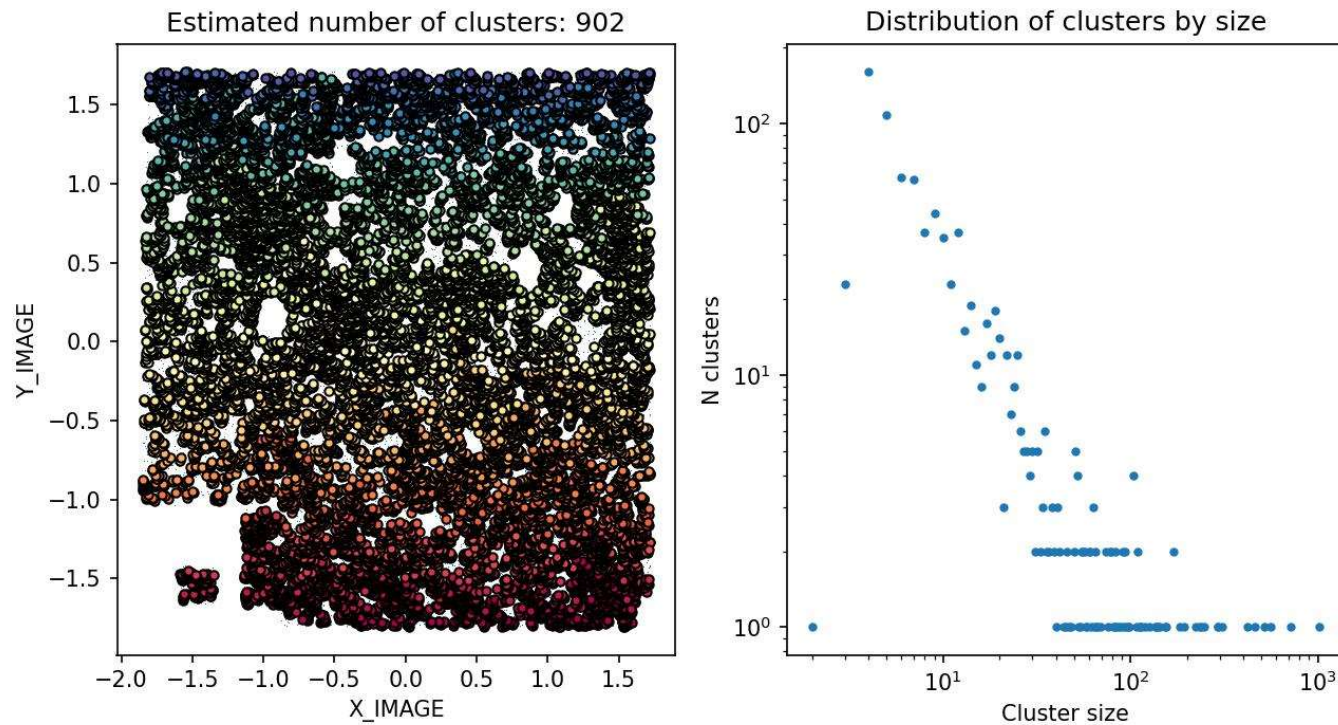 Estimated number of clusters: 902
Distribution of clusters by size
1.5
1.0
0.5
0.0
−0.5
−1.0
−1.5
Y_IMAGE
−2.0 −1.5 −1.0 −0.5 0.0 0.5 1.0 1.5
X_IMAGE
10²
10¹
10⁰
N clusters
10¹ 10² 10³
Cluster size